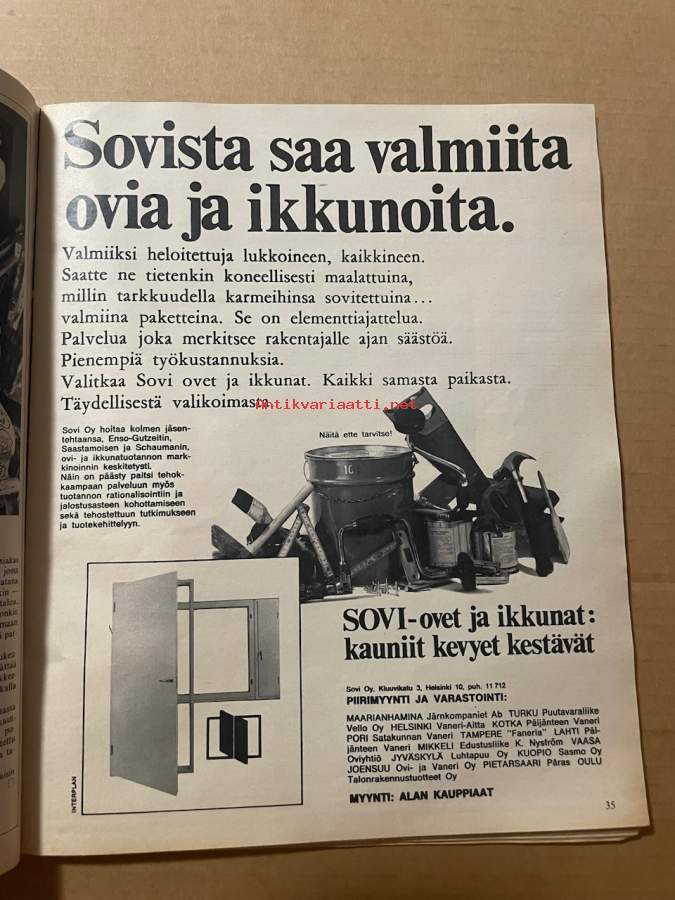 Sovista saa valmiita
ovia ja ikkunoita.
Valmiiksi heloitettuja lukkoineen, kaikkineen.
Saatte ne tietenkin koneellisesti maalattuina,
millin tarkkuudella karmeihinsa sovitettuina...
valmiina paketteina. Se on elementtiajattelua.
Palvelua joka merkitsee rakentajalle ajan säästöä.
Pienempiä työkustannuksia.
Valitkaa Sovi ovet ja ikkunat. Kaikki samasta paikasta.
Täydellisestä valikoimasta.
Antikvariaatti.net
Sovi Oy hoitaa kolmen jäsen-
tehtaansa, Enso-Gutzeitin,
Saastamoisen ja Schaumanin,
ovi- ja ikkunatuotannon mark-
kinoinnin keskitetysti.
Näin on päästy paitsi tehok-
kaampaan palveluun myös
tuotannon rationalisointiin ja
jalostusasteen kohottamiseen
sekä tehostettuun tutkimukseen
ja tuotekehittelyyn.
Näitä ette tarvitse!
10 L
SOVI-ovet ja ikkunat:
kauniit kevyet kestävät
Sovi Oy, Kluuvikatu 3, Helsinki 10, puh. 11 712
PIIRIMYYNTI JA VARASTOINTI:
MAARIANHAMINA Järnkompaniet Ab TURKU Puutavaraliike
Vello Oy HELSINKI Vaneri-Aitta KOTKA Päijänteen Vaneri
PORI Satakunnan Vaneri TAMPERE "Faneria" LAHTI Päi-
jänteen Vaneri MIKKELI Edustusliike K. Nyström VAASA
Oviyhtiö JYVÄSKYLÄ Luhtapuu Oy KUOPIO Sasmo Oy
JOENSUU Ovi- ja Vaneri Oy PIETARSAARI Påras OULU
Talonrakennustuotteet Oy
MYYNTI: ALAN KAUPPIAAT
INTERPLAN
35